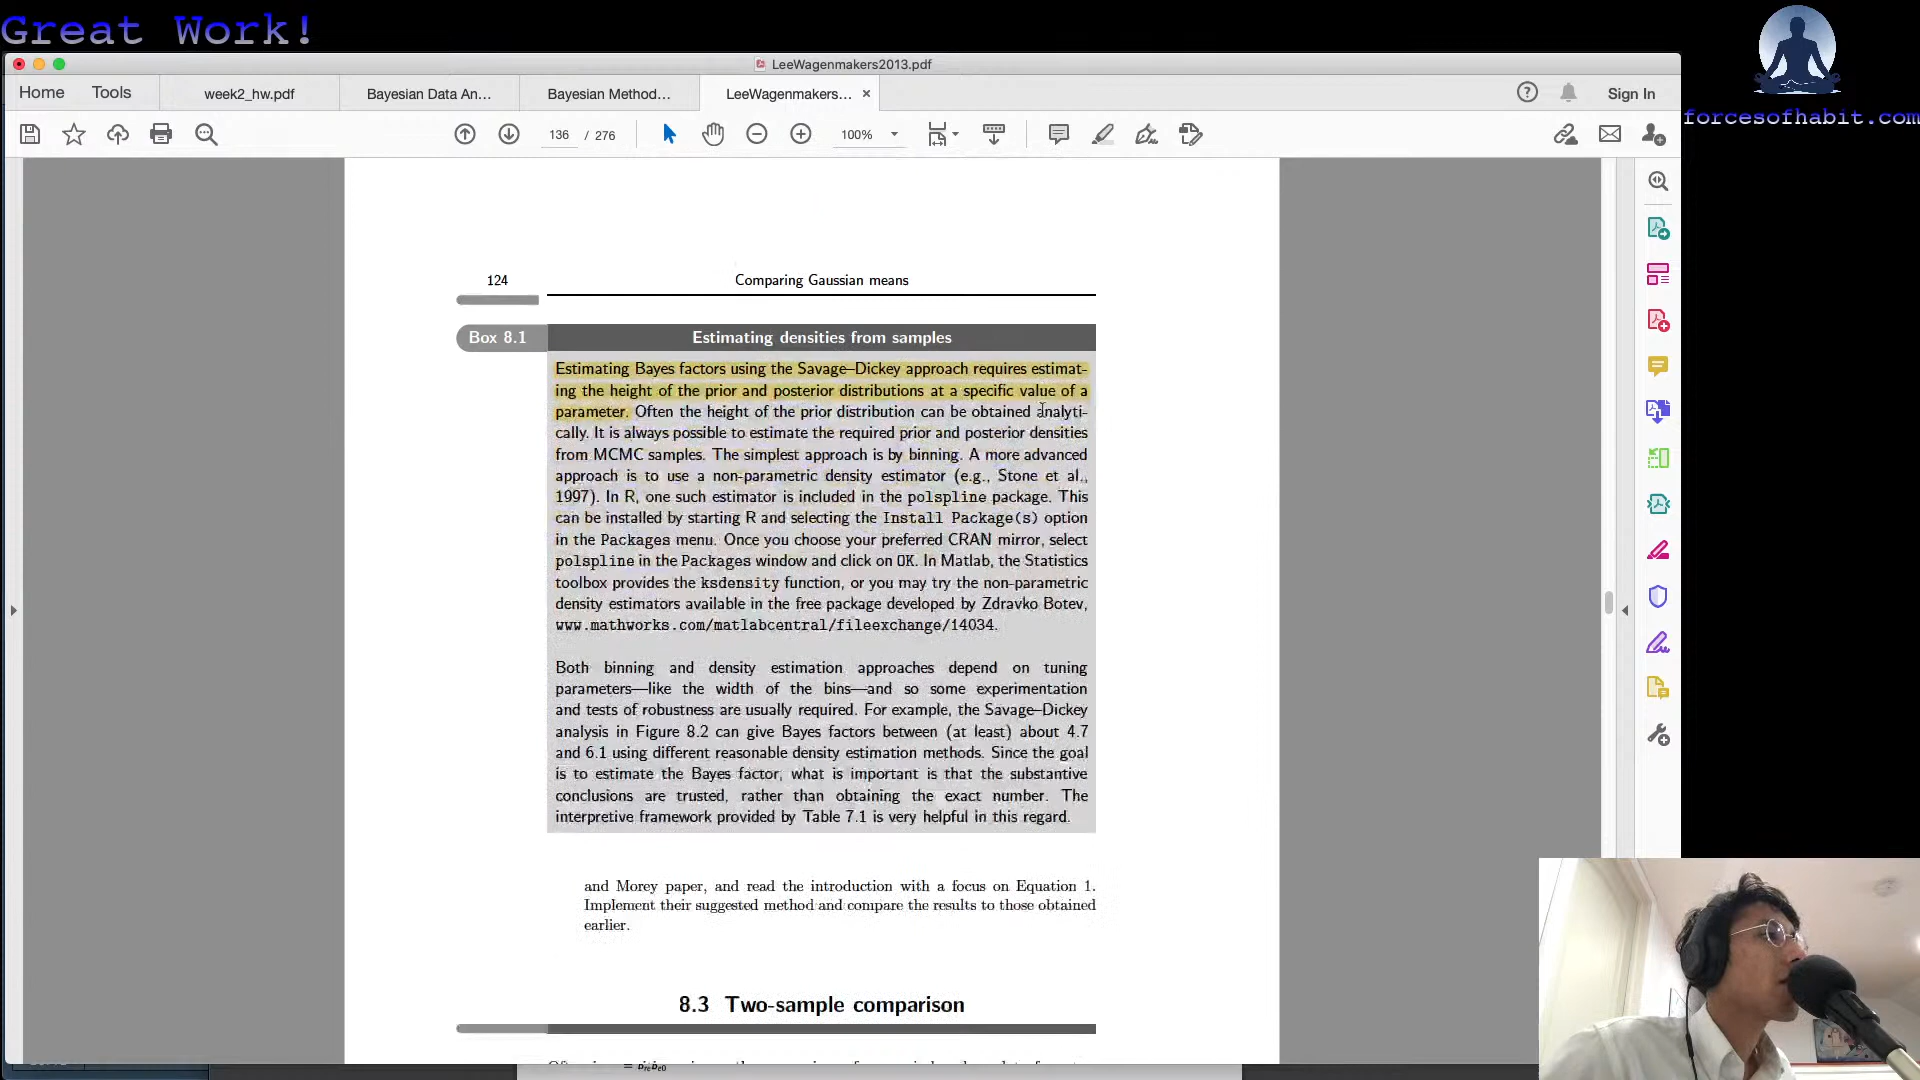 Great Work!
LeeWagenmakers2013.pdf
Home
Tools
week2_hw.pdf
Bayesian Data An...
Bayesian Method...
LeeWagenmakers... ×
Sign In
forcesofhabit.com
136 / 276
100%
124
Comparing Gaussian means
Box 8.1
Estimating densities from samples
Estimating Bayes factors using the Savage–Dickey approach requires estimat-
ing the height of the prior and posterior distributions at a specific value of a
parameter. Often the height of the prior distribution can be obtained analyti-
cally. It is always possible to estimate the required prior and posterior densities
from MCMC samples. The simplest approach is by binning. A more advanced
approach is to use a non-parametric density estimator (e.g., Stone et al.,
1997). In R, one such estimator is included in the polspline package. This
can be installed by starting R and selecting the Install Package(s) option
in the Packages menu. Once you choose your preferred CRAN mirror, select
polspline in the Packages window and click on OK. In Matlab, the Statistics
toolbox provides the ksdensity function, or you may try the non-parametric
density estimators available in the free package developed by Zdravko Botev,
www.mathworks.com/matlabcentral/fileexchange/14034.
Both binning and density estimation approaches depend on tuning
parameters—like the width of the bins—and so some experimentation
and tests of robustness are usually required. For example, the Savage–Dickey
analysis in Figure 8.2 can give Bayes factors between (at least) about 4.7
and 6.1 using different reasonable density estimation methods. Since the goal
is to estimate the Bayes factor, what is important is that the substantive
conclusions are trusted, rather than obtaining the exact number. The
interpretive framework provided by Table 7.1 is very helpful in this regard.
and Morey paper, and read the introduction with a focus on Equation 1.
Implement their suggested method and compare the results to those obtained
earlier.
8.3 Two-sample comparison